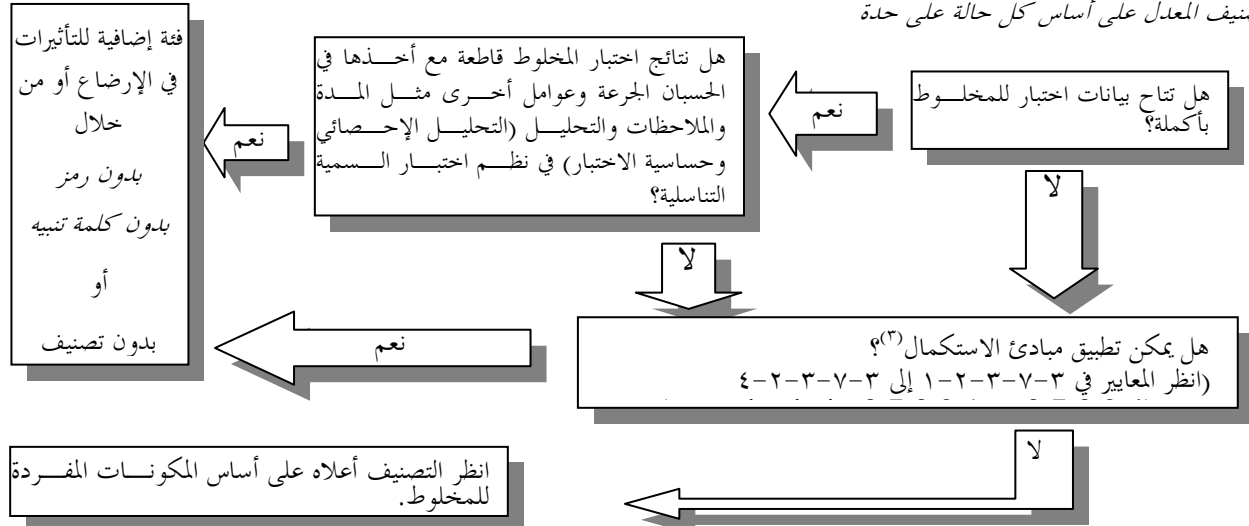 التصنيف المعدل على أساس كل حالة على حدة
هل تتاح بيانات اختبار للمخلوط
بأكملة؟
نعم
هل نتائج اختبار المخلوط قاطعة مع أخذها في
الحسبان الجرعة وعوامل أخرى مثل المدة
والملاحظات والتحليل (التحليل الإحصائي
وحساسية الاختبار) في نظم اختبار السمية
التناسلية؟
نعم
فئة إضافية للتأثيرات
في الإرضاع أو من
خلال
بدون رمز
بدون كلمة تنبيه
أو
بدون تصنيف
لا
لا
هل يمكن تطبيق مبادئ الاستكمال(٣)؟
(انظر المعايير في ٣-٧-٣-٢-١ إلى ٣-٧-٣-٢-٤
نعم
لا
انظر التصنيف أعلاه على أساس المكونات المفردة
للمخلوط.